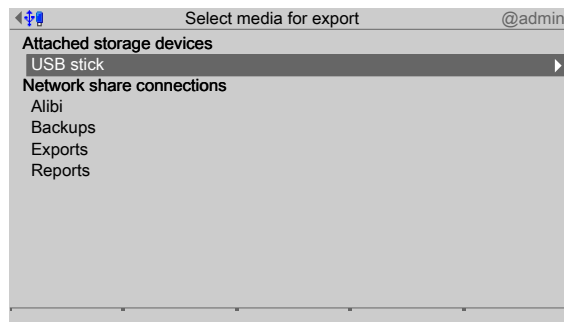 Select media for export @admin
Attached storage devices
USB stick
Network share connections
Alibi
Backups
Exports
Reports